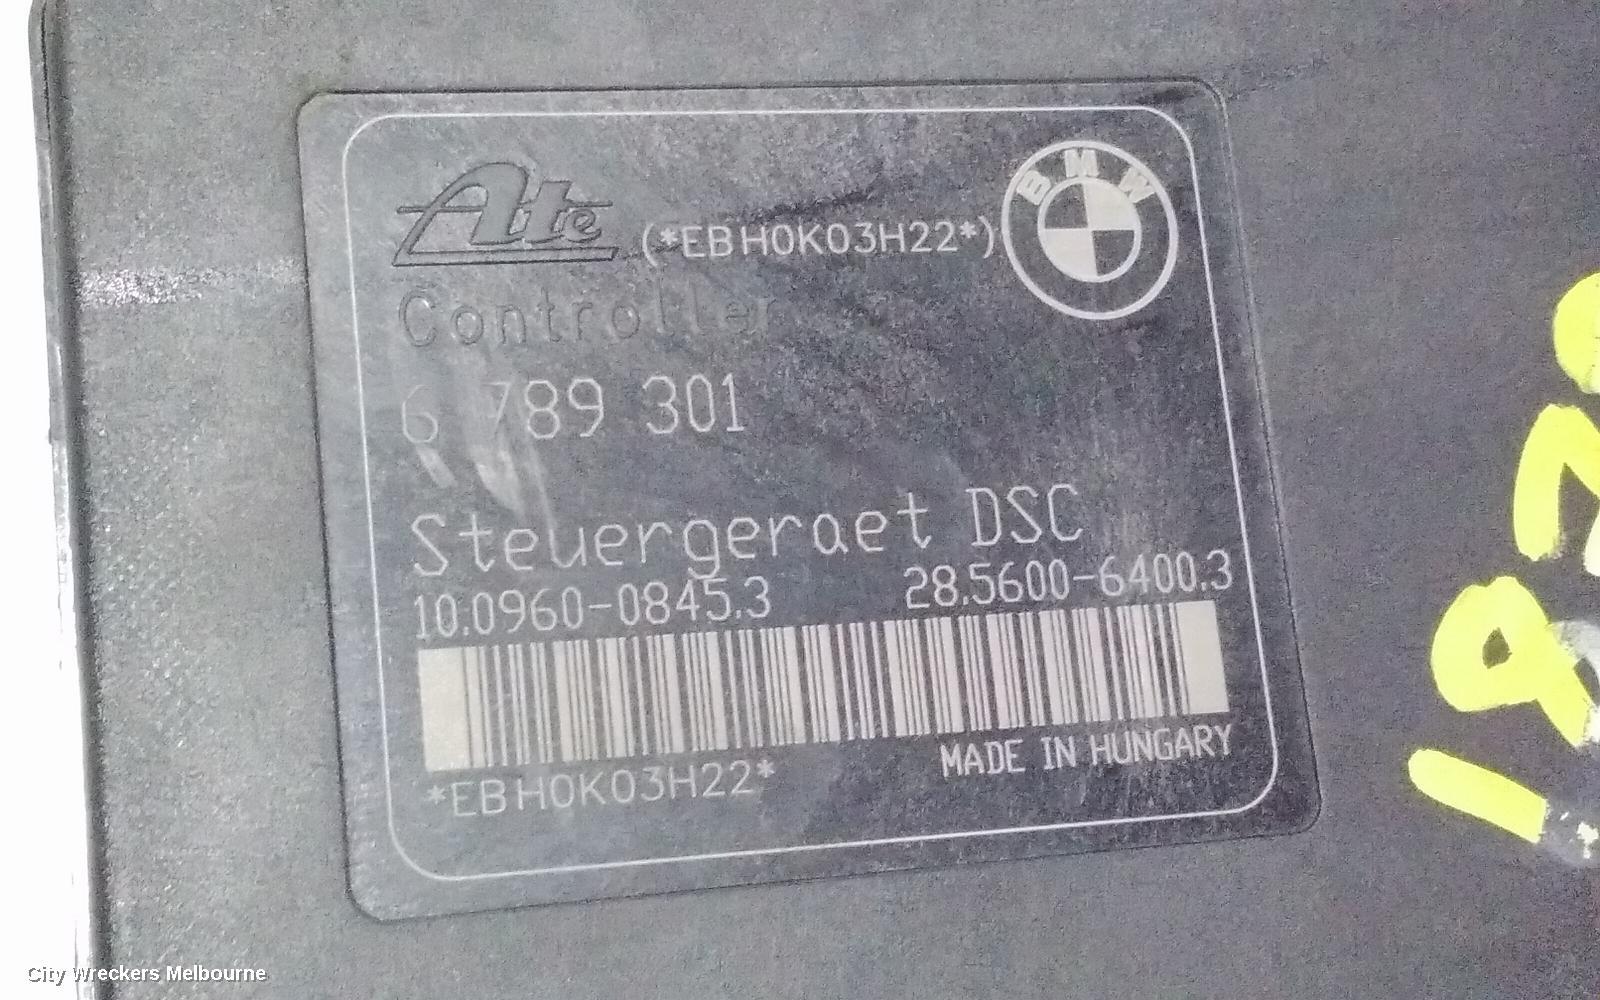 Ate (*EBH0K03H22*) BMW
Controller
6 789 301
Steuergeraet DSC
10.0960-0845.3 28.5600-6400.3
*EBH0K03H22*
MADE IN HUNGARY
City Wreckers Melbourne